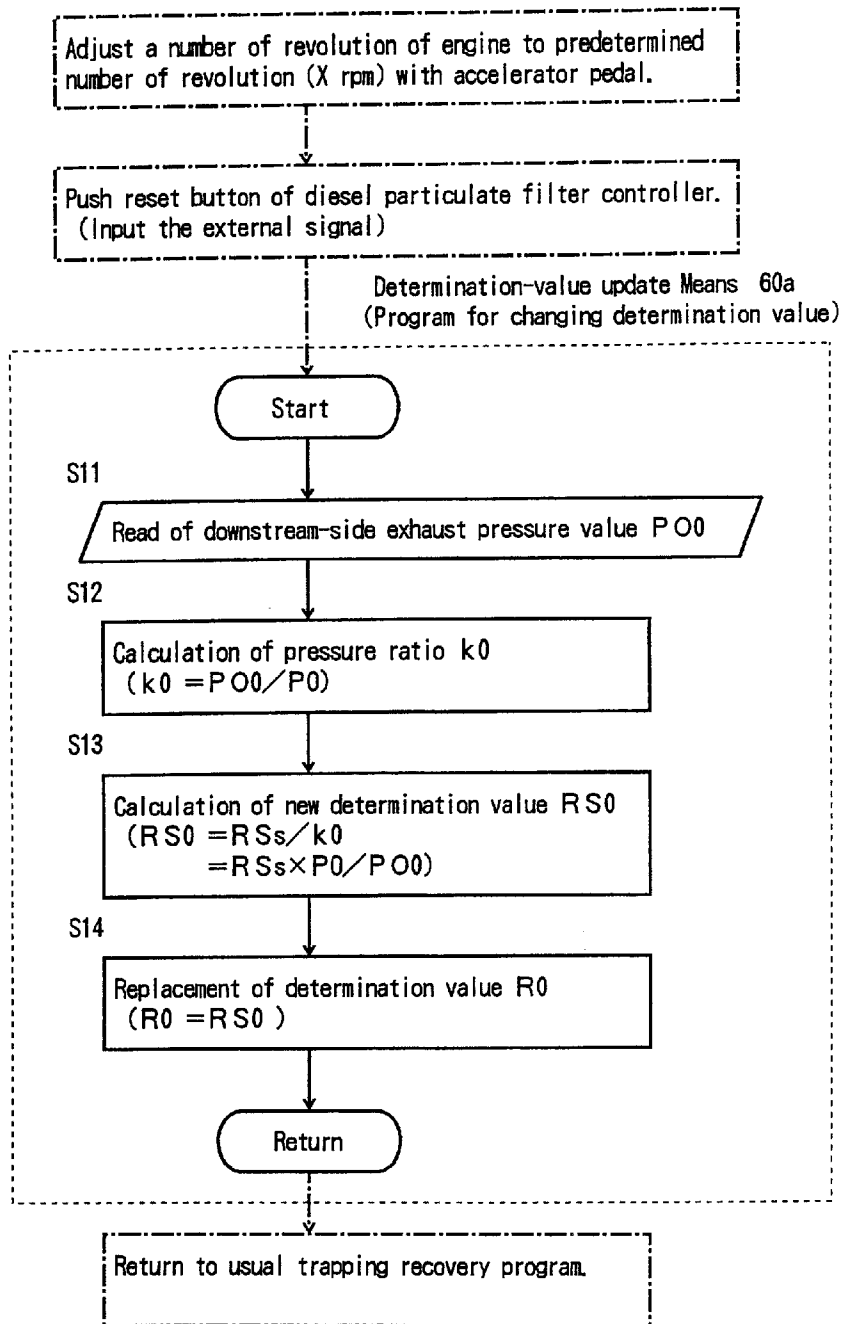 Adjust a number of revolution of engine to predetermined
number of revolution (X rpm) with accelerator pedal.
Push reset button of diesel particulate filter controller.
(Input the external signal)
Determination-value update Means 60a
(Program for changing determination value)
Start
S11
Read of downstream-side exhaust pressure value PO0
S12
Calculation of pressure ratio k0
(k0 =PO0/P0)
S13
Calculation of new determination value RS0
(RS0 =RSs/k0
=RSs×P0/PO0)
S14
Replacement of determination value R0
(R0 =RS0 )
Return
Return to usual trapping recovery program.